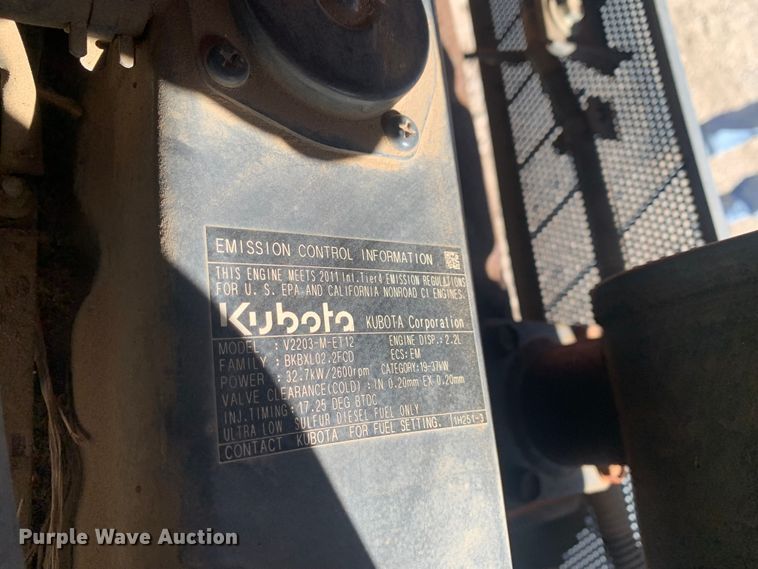 EMISSION CONTROL INFORMATION
THIS ENGINE MEETS 2011 Int.Tier4 EMISSION REGULATIONS
FOR U. S. EPA AND CALIFORNIA NONROAD CI ENGINES.
Kubota KUBOTA Corporation
MODEL : V2203-M-ET12 ENGINE DISP.: 2.2L
FAMILY : BKBXL02.2FCD ECS: EM
POWER : 32.7kW/2600rpm CATEGORY:19-37kW
VALVE CLEARANCE(COLD) : IN 0.20mm EX 0.20mm
INJ.TIMING: 17.25 DEG BTDC
ULTRA LOW SULFUR DIESEL FUEL ONLY
CONTACT KUBOTA FOR FUEL SETTING. 1H251-3
Purple Wave Auction